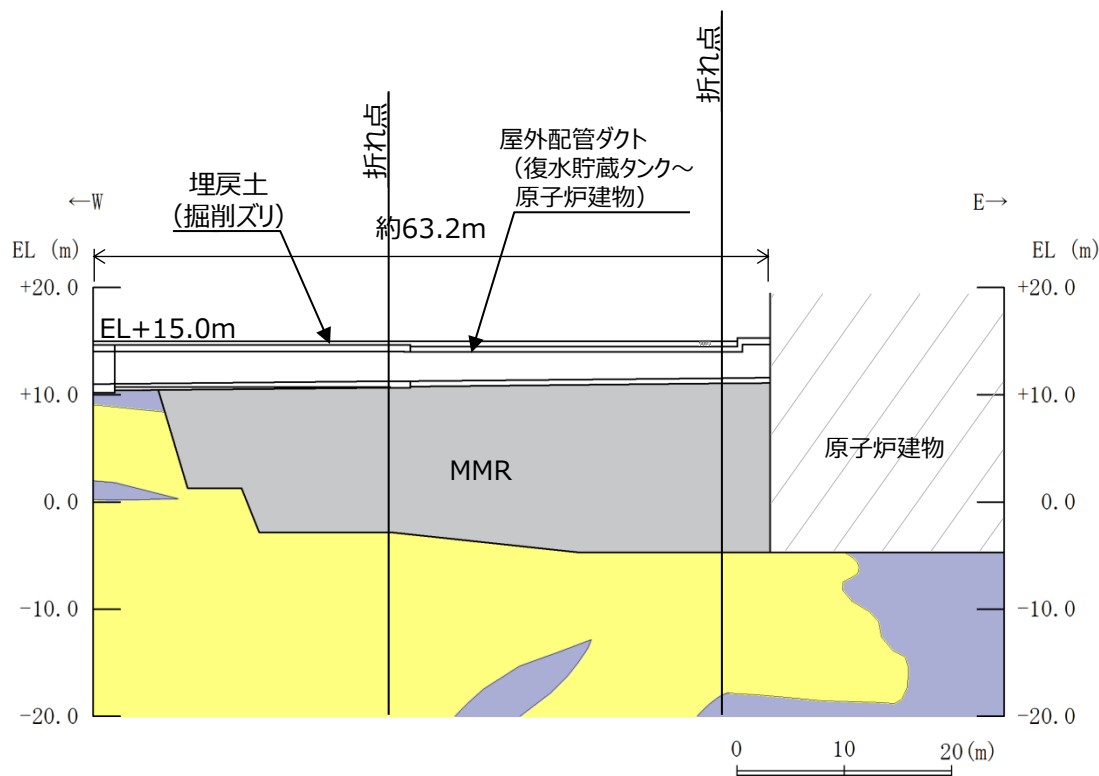 折れ点
折れ点
屋外配管ダクト
（復水貯蔵タンク～
原子炉建物）
埋戻土
（掘削ズリ）
←W
E→
約63.2m
EL (m)
EL (m)
+20.0
+20.0
EL+15.0m
+10.0
+10.0
原子炉建物
MMR
0.0
0.0
-10.0
-10.0
-20.0
-20.0
0 10 20(m)